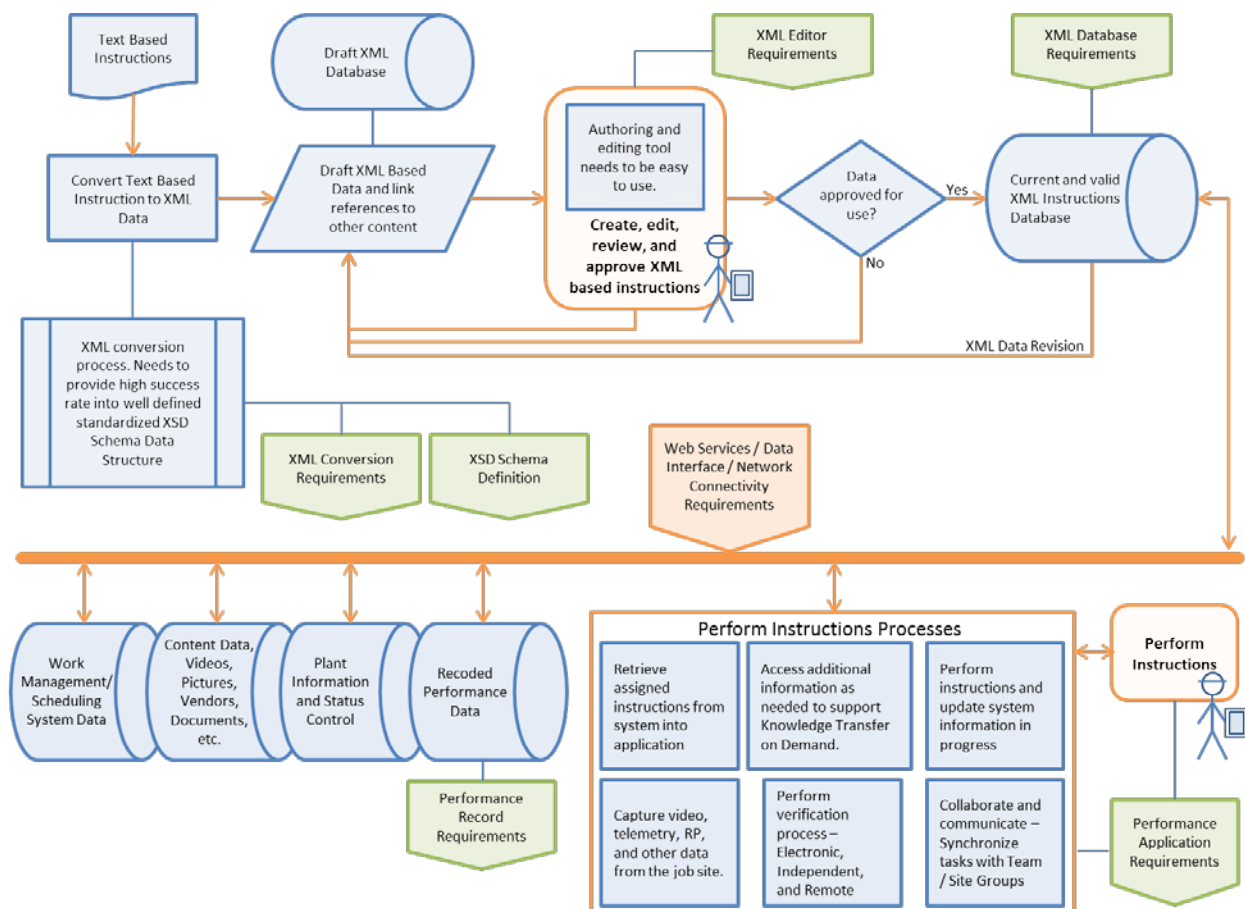 Text Based
Instructions
Draft XML
Database
XML Editor
Requirements
XML Database
Requirements
Convert Text Based
Instruction to XML
Data
Draft XML Based
Data and link
references to
other content
Authoring and
editing tool
needs to be easy
to use.
Create, edit,
review, and
approve XML
based instructions
Data
approved for
use?
Yes
No
Current and valid
XML Instructions
Database
XML Data Revision
XML conversion
process. Needs to
provide high success
rate into well defined
standardized XSD
Schema Data
Structure
XML Conversion
Requirements
XSD Schema
Definition
Web Services / Data
Interface / Network
Connectivity
Requirements
Work
Management/
Scheduling
System Data
Content Data,
Videos,
Pictures,
Vendors,
Documents,
etc.
Plant
Information
and Status
Control
Recoded
Performance
Data
Performance
Record
Requirements
Perform Instructions Processes
Retrieve
assigned
instructions from
system into
application
Access additional
information as
needed to support
Knowledge Transfer
on Demand.
Perform
instructions and
update system
information in
progress
Capture video,
telemetry, RP,
and other data
from the job site.
Perform
verification
process –
Electronic,
Independent,
and Remote
Collaborate and
communicate –
Synchronize
tasks with Team
/ Site Groups
Perform
Instructions
Performance
Application
Requirements